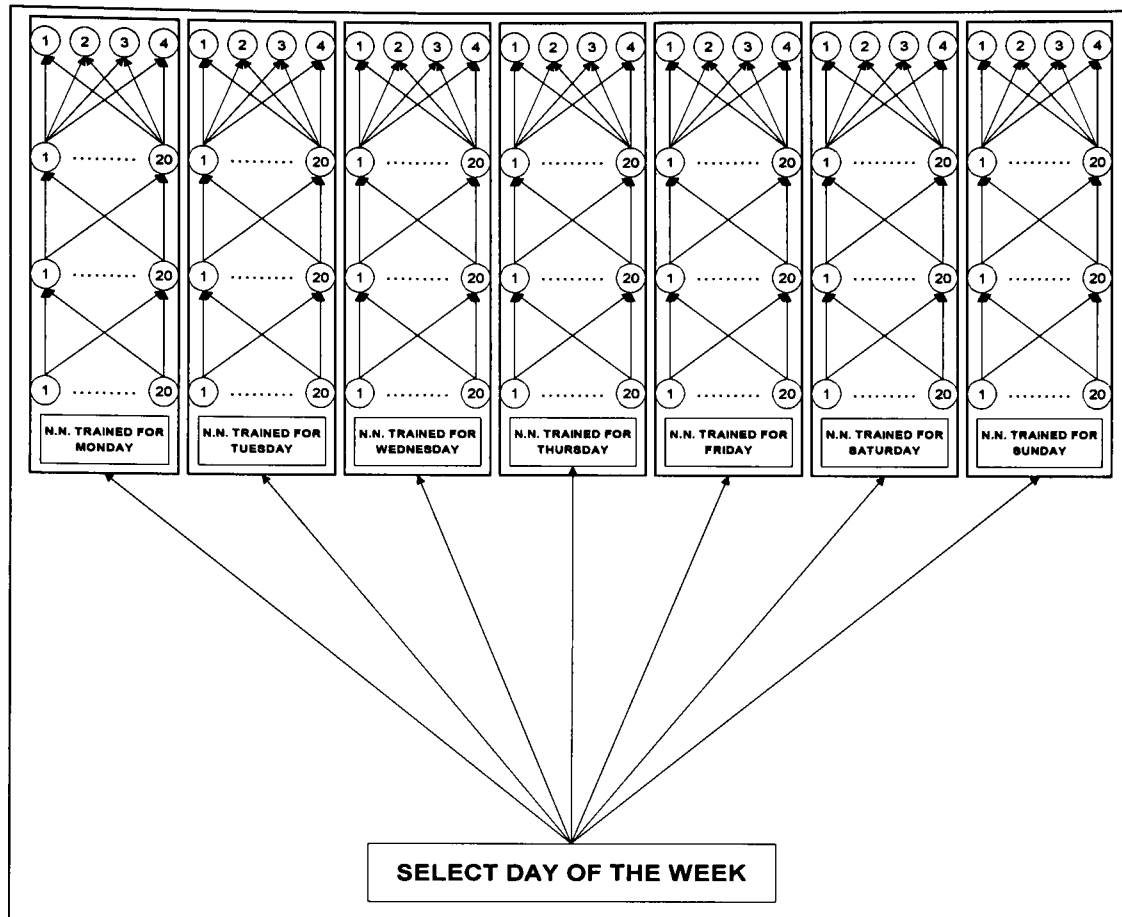 1 2 3 4 1 2 3 4 1 2 3 4 1 2 3 4 1 2 3 4 1 2 3 4 1 2 3 4
1 ........ 20 1 ........ 20 1 ........ 20 1 ........ 20 1 ........ 20 1 ........ 20 1 ........ 20
1 ........ 20 1 ........ 20 1 ........ 20 1 ........ 20 1 ........ 20 1 ........ 20 1 ........ 20
1 ........ 20 1 ........ 20 1 ........ 20 1 ........ 20 1 ........ 20 1 ........ 20 1 ........ 20
N.N. TRAINED FOR
MONDAY
N.N. TRAINED FOR
TUESDAY
N.N. TRAINED FOR
WEDNESDAY
N.N. TRAINED FOR
THURSDAY
N.N. TRAINED FOR
FRIDAY
N.N. TRAINED FOR
SATURDAY
N.N. TRAINED FOR
SUNDAY
SELECT DAY OF THE WEEK